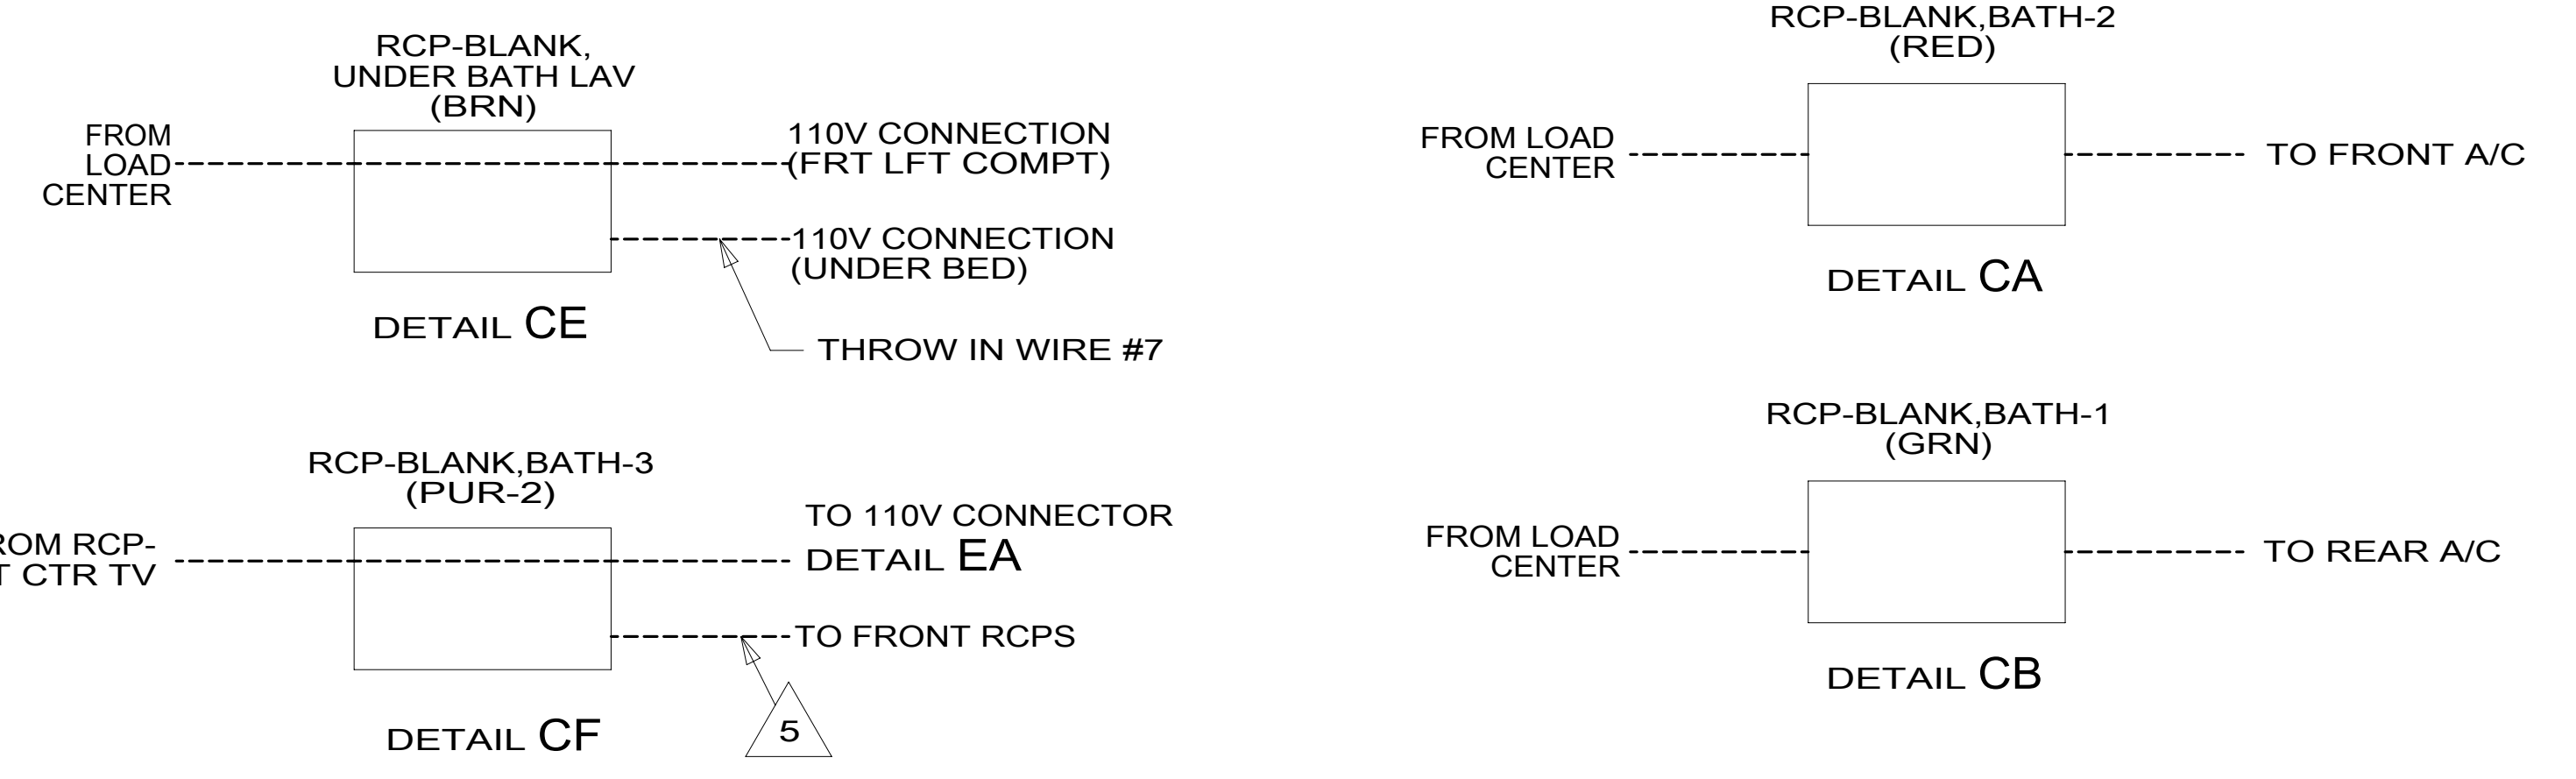 RCP-BLANK,
UNDER BATH LAV
(BRN)
FROM
LOAD
CENTER
110V CONNECTION
(FRT LFT COMPT)
110V CONNECTION
(UNDER BED)
THROW IN WIRE #7
DETAIL CE
RCP-BLANK,BATH-2
(RED)
FROM LOAD
CENTER
TO FRONT A/C
DETAIL CA
RCP-BLANK,BATH-3
(PUR-2)
RCP-
CTR TV
TO 110V CONNECTOR
DETAIL EA
TO FRONT RCPS
5
DETAIL CF
RCP-BLANK,BATH-1
(GRN)
FROM LOAD
CENTER
TO REAR A/C
DETAIL CB